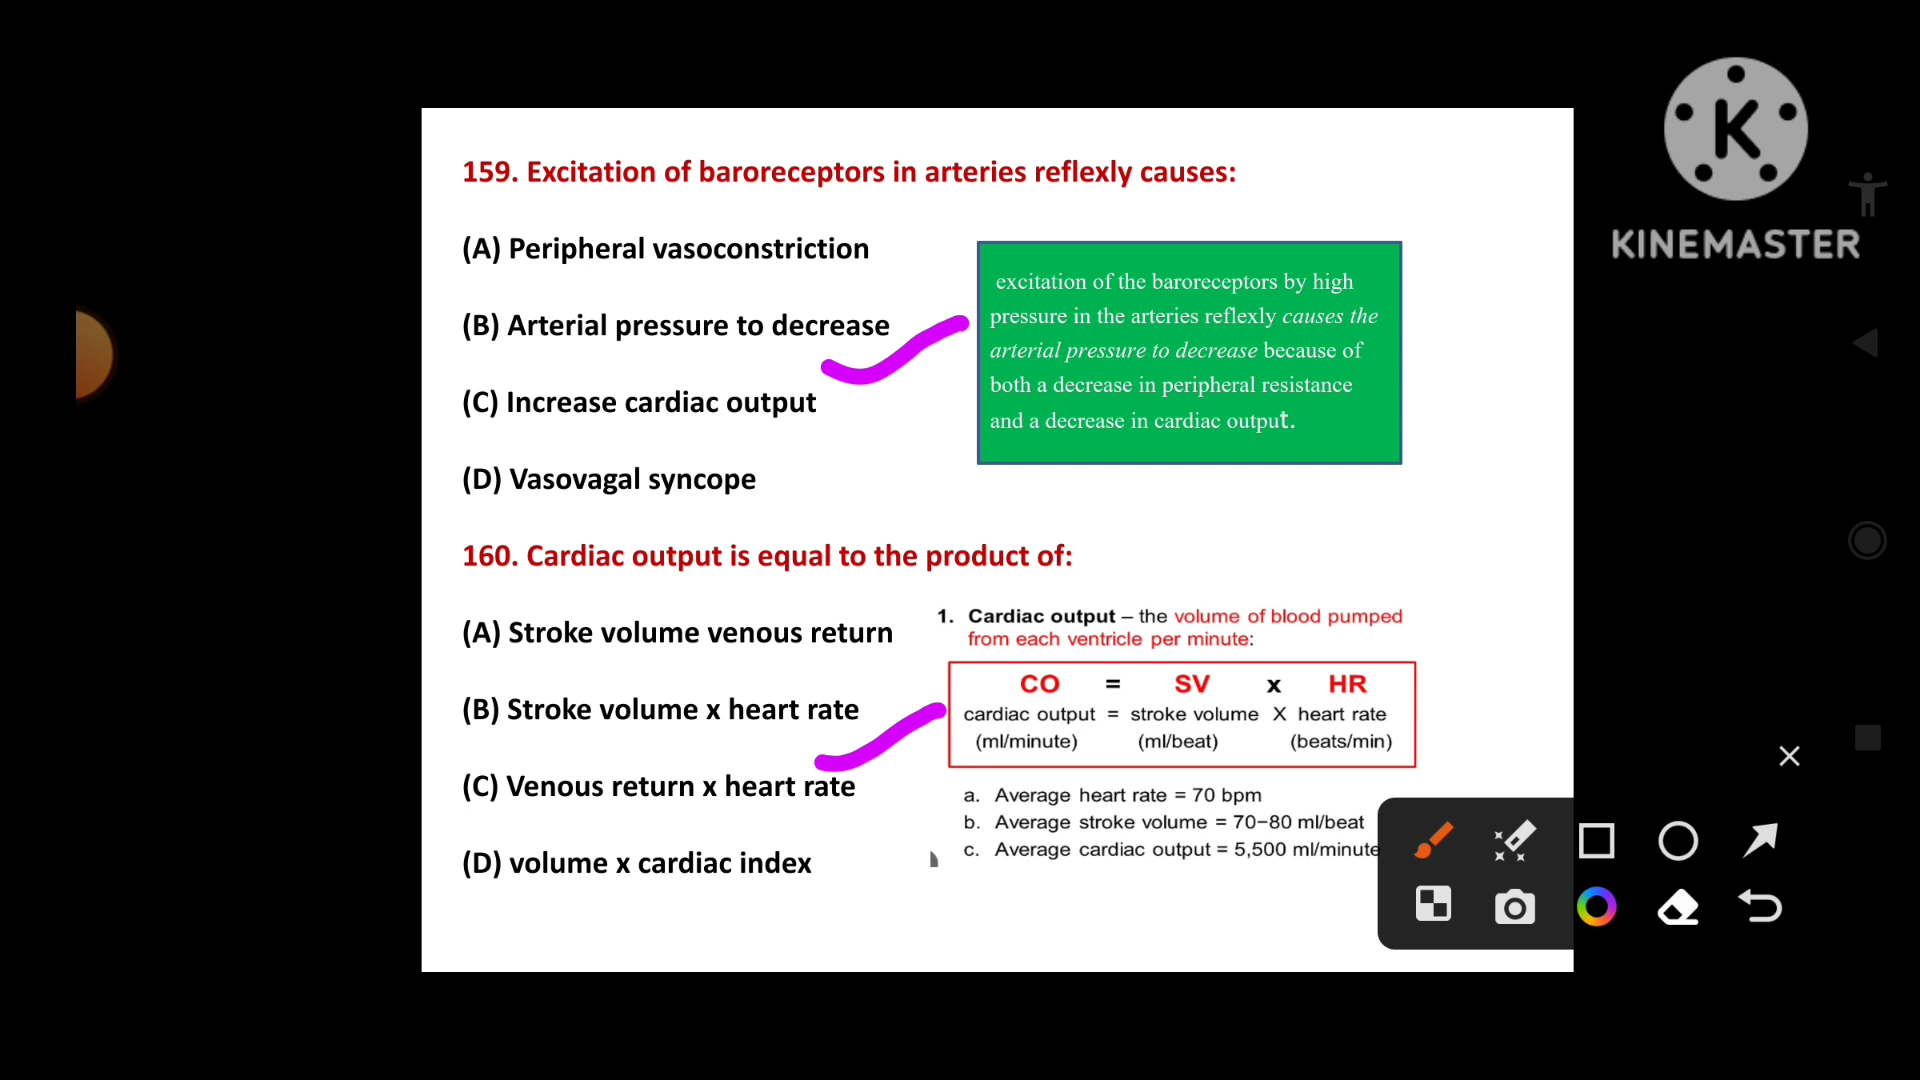 159. Excitation of baroreceptors in arteries reflexly causes:
(A) Peripheral vasoconstriction
(B) Arterial pressure to decrease
(C) Increase cardiac output
(D) Vasovagal syncope
excitation of the baroreceptors by high
pressure in the arteries reflexly causes the
arterial pressure to decrease because of
both a decrease in peripheral resistance
and a decrease in cardiac output.
160. Cardiac output is equal to the product of:
(A) Stroke volume venous return
(B) Stroke volume x heart rate
(C) Venous return x heart rate
(D) volume x cardiac index
1. Cardiac output – the volume of blood pumped
from each ventricle per minute:
CO = SV x HR
cardiac output = stroke volume X heart rate
(ml/minute) (ml/beat) (beats/min)
a. Average heart rate = 70 bpm
b. Average stroke volume = 70–80 ml/beat
c. Average cardiac output = 5,500 ml/minute
K
KINEMASTER